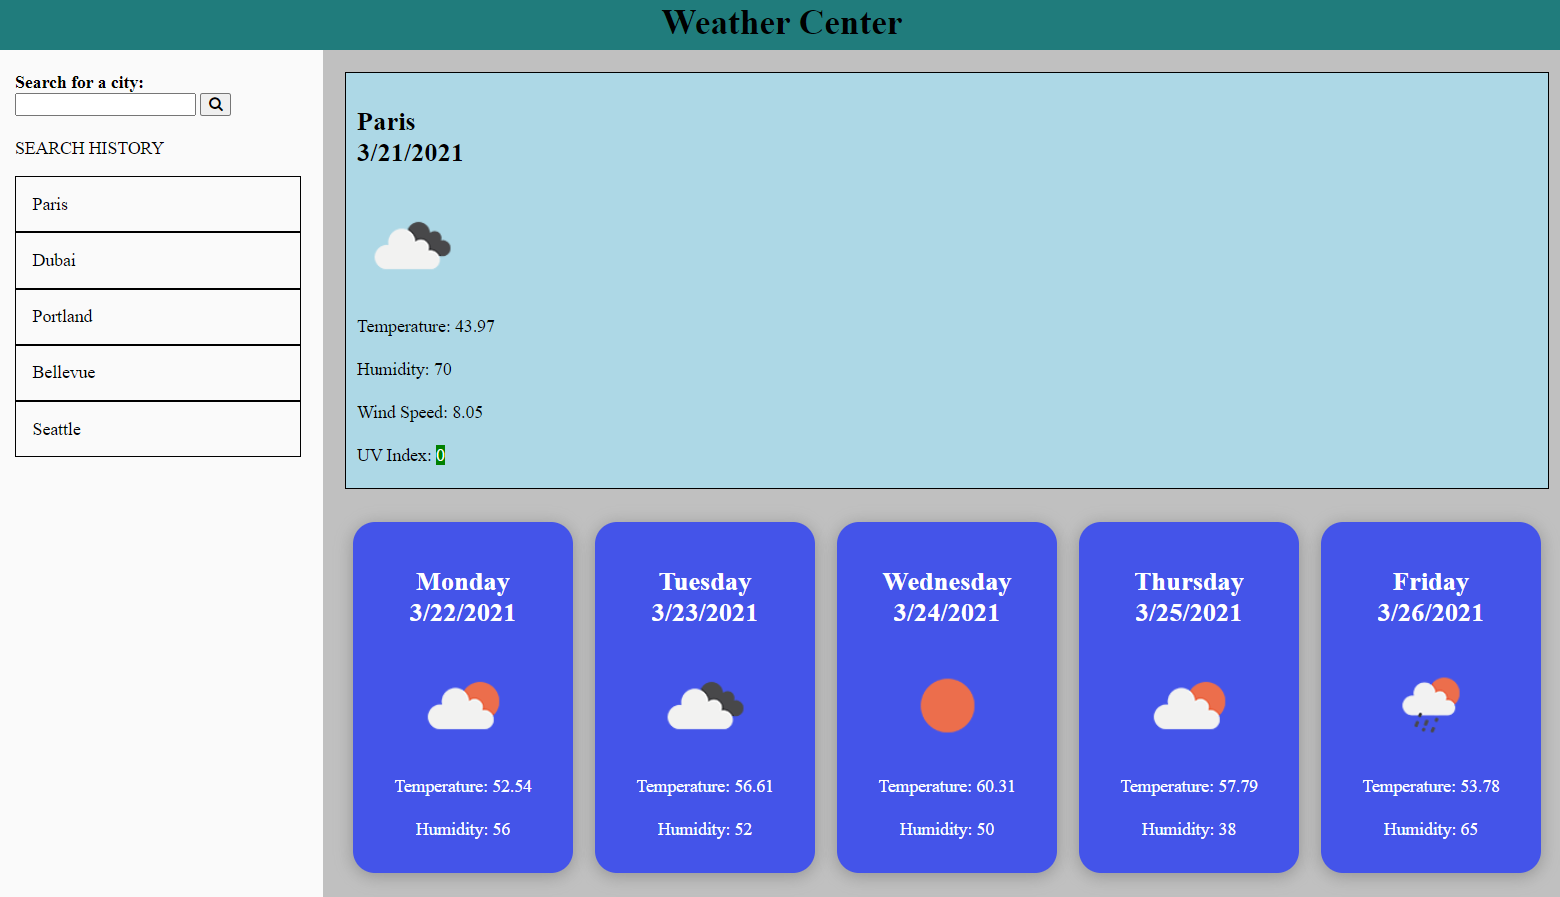 Weather Center
Search for a city:
SEARCH HISTORY
Paris
Dubai
Portland
Bellevue
Seattle
Paris
3/21/2021
Temperature: 43.97
Humidity: 70
Wind Speed: 8.05
UV Index: 0
Monday
3/22/2021
Temperature: 52.54
Humidity: 56
Tuesday
3/23/2021
Temperature: 56.61
Humidity: 52
Wednesday
3/24/2021
Temperature: 60.31
Humidity: 50
Thursday
3/25/2021
Temperature: 57.79
Humidity: 38
Friday
3/26/2021
Temperature: 53.78
Humidity: 65